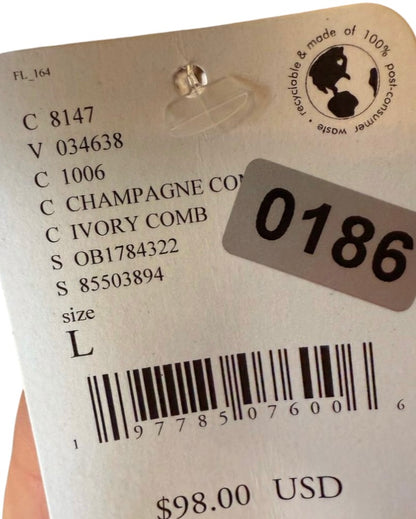 FL_164
recyclable & made of 100% post-consumer waste •
C 8147
V 034638
C 1006
C CHAMPAGNE
C IVORY COMB
S OB1784322
S 85503894
0186
size
L
1 97785 07600 6
$98.00 USD